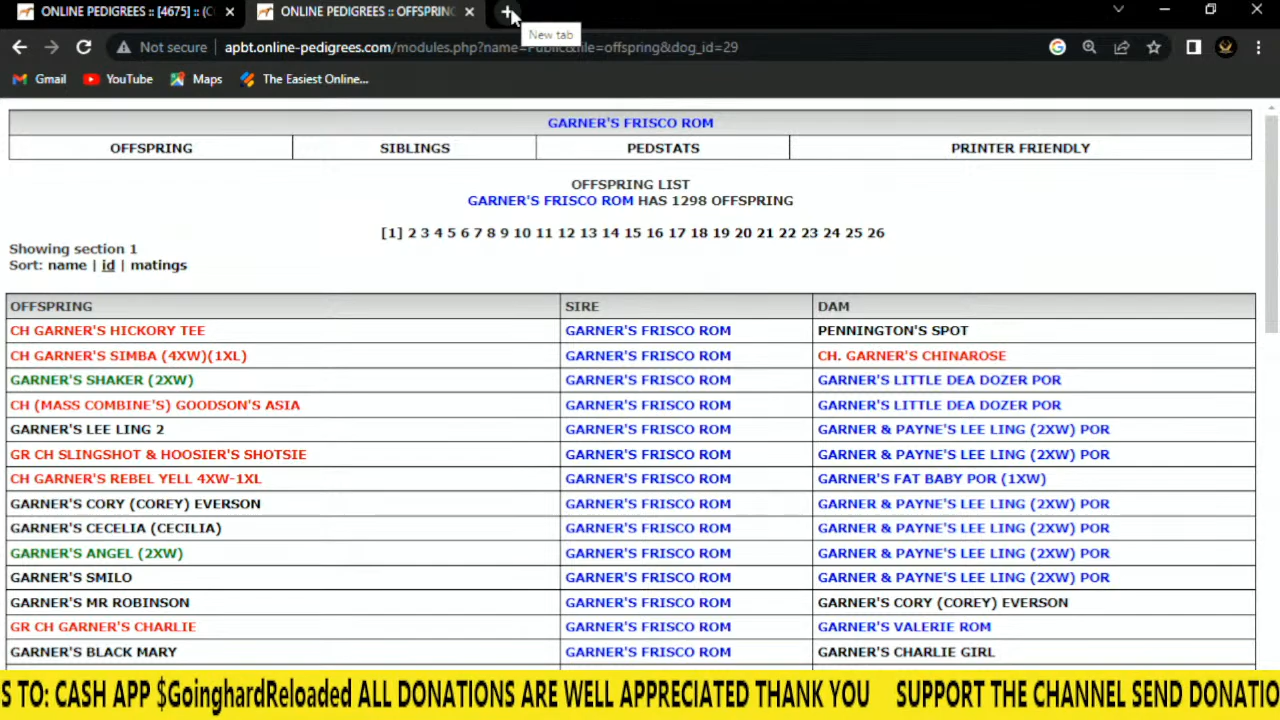 ONLINE PEDIGREES :: [4675] :: (C
ONLINE PEDIGREES :: OFFSPRING
New tab
Not secure
apbt.online-pedigrees.com/modules.php?name=Public&file=offspring&dog_id=29
Gmail YouTube Maps The Easiest Online...
GARNER'S FRISCO ROM
OFFSPRING SIBLINGS PEDSTATS PRINTER FRIENDLY
OFFSPRING LIST
GARNER'S FRISCO ROM HAS 1298 OFFSPRING
[1] 2 3 4 5 6 7 8 9 10 11 12 13 14 15 16 17 18 19 20 21 22 23 24 25 26
Showing section 1
Sort: name | id | matings
OFFSPRING SIRE DAM
CH GARNER'S HICKORY TEE GARNER'S FRISCO ROM PENNINGTON'S SPOT
CH GARNER'S SIMBA (4XW)(1XL) GARNER'S FRISCO ROM CH. GARNER'S CHINAROSE
GARNER'S SHAKER (2XW) GARNER'S FRISCO ROM GARNER'S LITTLE DEA DOZER POR
CH (MASS COMBINE'S) GOODSON'S ASIA GARNER'S FRISCO ROM GARNER'S LITTLE DEA DOZER POR
GARNER'S LEE LING 2 GARNER'S FRISCO ROM GARNER & PAYNE'S LEE LING (2XW) POR
GR CH SLINGSHOT & HOOSIER'S SHOTSIE GARNER'S FRISCO ROM GARNER & PAYNE'S LEE LING (2XW) POR
CH GARNER'S REBEL YELL 4XW-1XL GARNER'S FRISCO ROM GARNER'S FAT BABY POR (1XW)
GARNER'S CORY (COREY) EVERSON GARNER'S FRISCO ROM GARNER & PAYNE'S LEE LING (2XW) POR
GARNER'S CECELIA (CECILIA) GARNER'S FRISCO ROM GARNER & PAYNE'S LEE LING (2XW) POR
GARNER'S ANGEL (2XW) GARNER'S FRISCO ROM GARNER & PAYNE'S LEE LING (2XW) POR
GARNER'S SMILO GARNER'S FRISCO ROM GARNER & PAYNE'S LEE LING (2XW) POR
GARNER'S MR ROBINSON GARNER'S FRISCO ROM GARNER'S CORY (COREY) EVERSON
GR CH GARNER'S CHARLIE GARNER'S FRISCO ROM GARNER'S VALERIE ROM
GARNER'S BLACK MARY GARNER'S FRISCO ROM GARNER'S CHARLIE GIRL
S TO: CASH APP $GoinghardReloaded ALL DONATIONS ARE WELL APPRECIATED THANK YOU SUPPORT THE CHANNEL SEND DONATIO